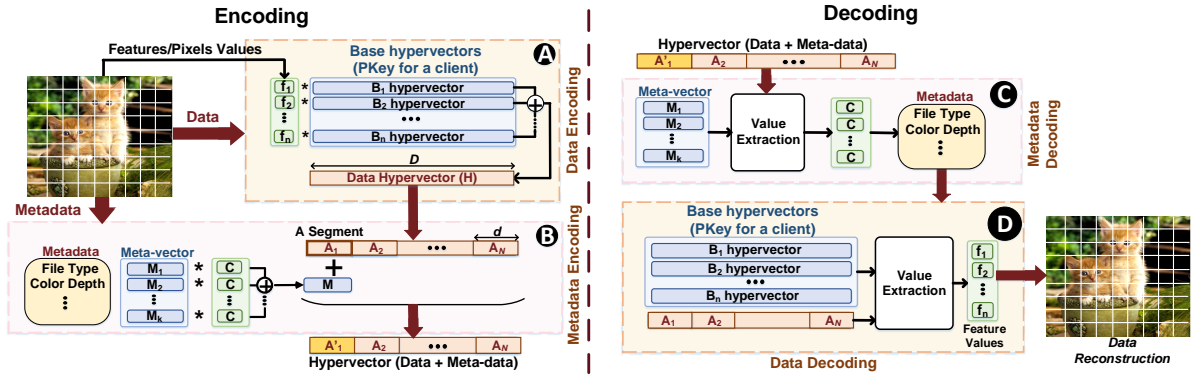 Encoding
Features/Pixels Values
Data
Metadata
Base hypervectors
(PKey for a client)
A
f1 * B1 hypervector
f2 * B2 hypervector
•••
fn * Bn hypervector
+
Data Encoding
D
Data Hypervector (H)
B
A Segment
d
A1 A2 ••• AN
+
M
Metadata
File Type
Color Depth
Meta-vector
M1 * C
M2 * C
Mk * C
+
Metadata Encoding
A'1 A2 ••• AN
Hypervector (Data + Meta-data)
Decoding
Hypervector (Data + Meta-data)
A'1 A2 ••• AN
C
Meta-vector
M1
M2
Mk
Value
Extraction
C
C
C
C
Metadata
File Type
Color Depth
Metadata
Decoding
D
Base hypervectors
(PKey for a client)
B1 hypervector
B2 hypervector
•••
Bn hypervector
A1 A2 AN
Value
Extraction
f1
f2
fn
Feature
Values
Data Decoding
Data
Reconstruction